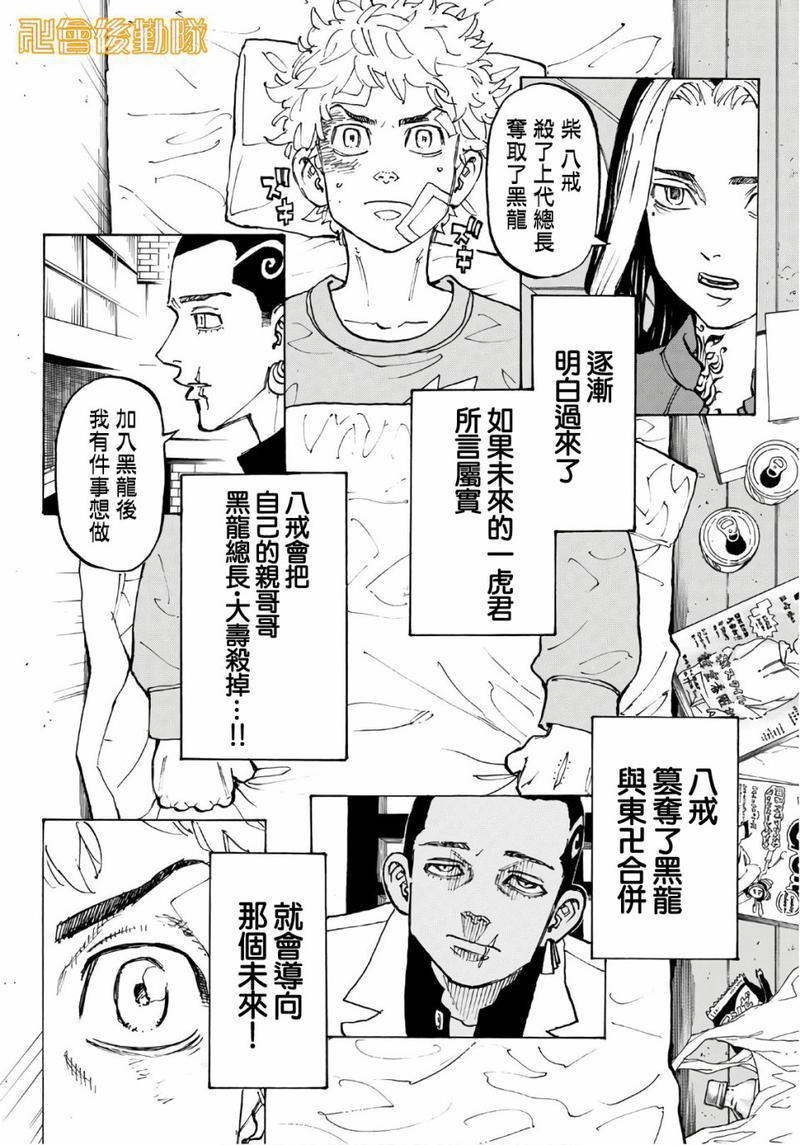 卍會後勤隊
柴 八戒
殺了上代總長
奪取了黑龍
ズキ
ズキ
加入黑龍後
我有件事想做
逐漸
明白過來了
如果未來的一虎君
所言屬實
八戒會把
自己的親哥哥
黑龍總長·大壽殺掉…!!
八戒
篡奪了黑龍
與東卍合併
就會導向
那個未來!